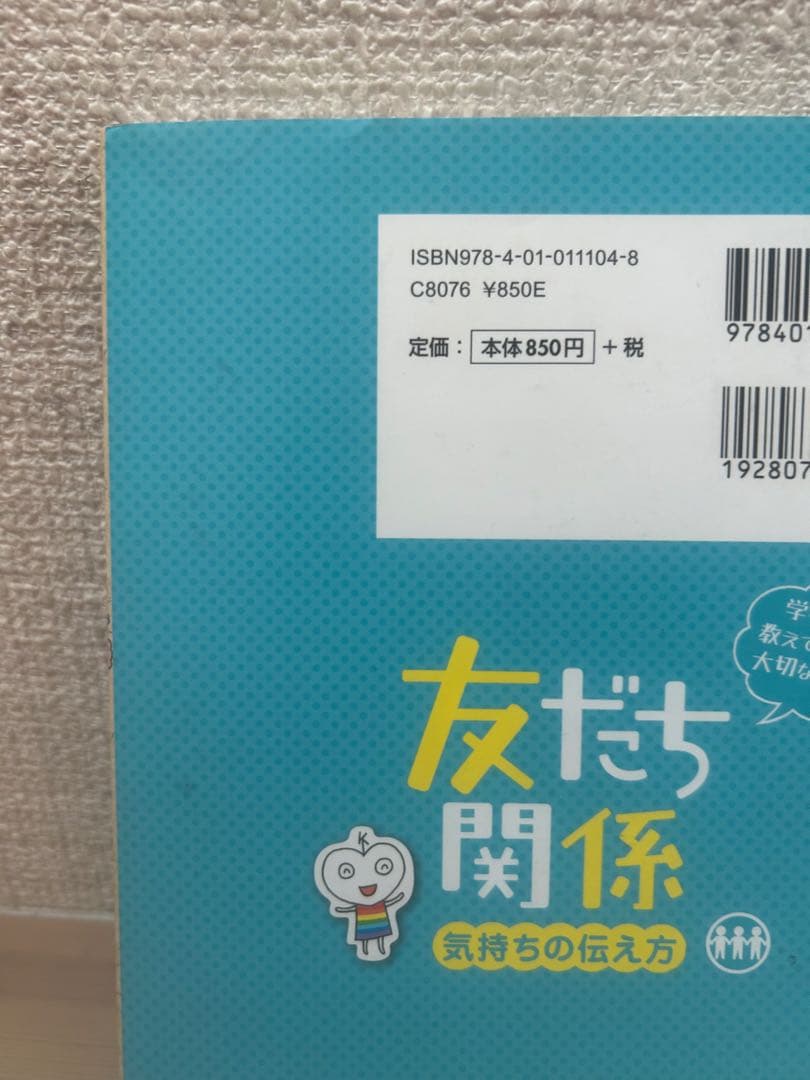 ISBN978-4-01-011104-8
C8076 ¥850E
定価：本体850円＋税
978401
192807
学
教えて
大切な
友だち
関係
気持ちの伝え方
K